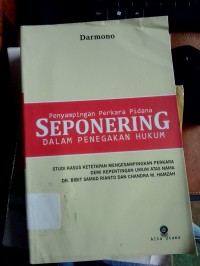 Darmono
Penyampingan Perkara Pidana
SEPONERING
DALAM PENEGAKAN HUKUM
STUDI KASUS KETETAPAN MENGESAMPINGKAN PERKARA
DEMI KEPENTINGAN UMUM ATAS NAMA
DR. BIBIT SAMAD RIANTO DAN CHANDRA M. HAMZAH